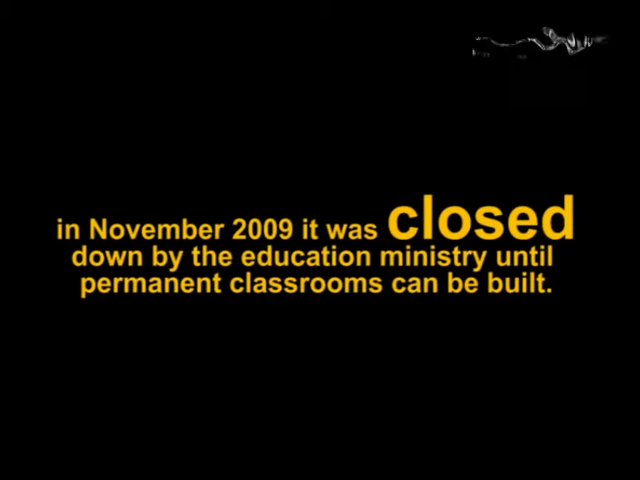 in November 2009 it was closed
down by the education ministry until
permanent classrooms can be built.